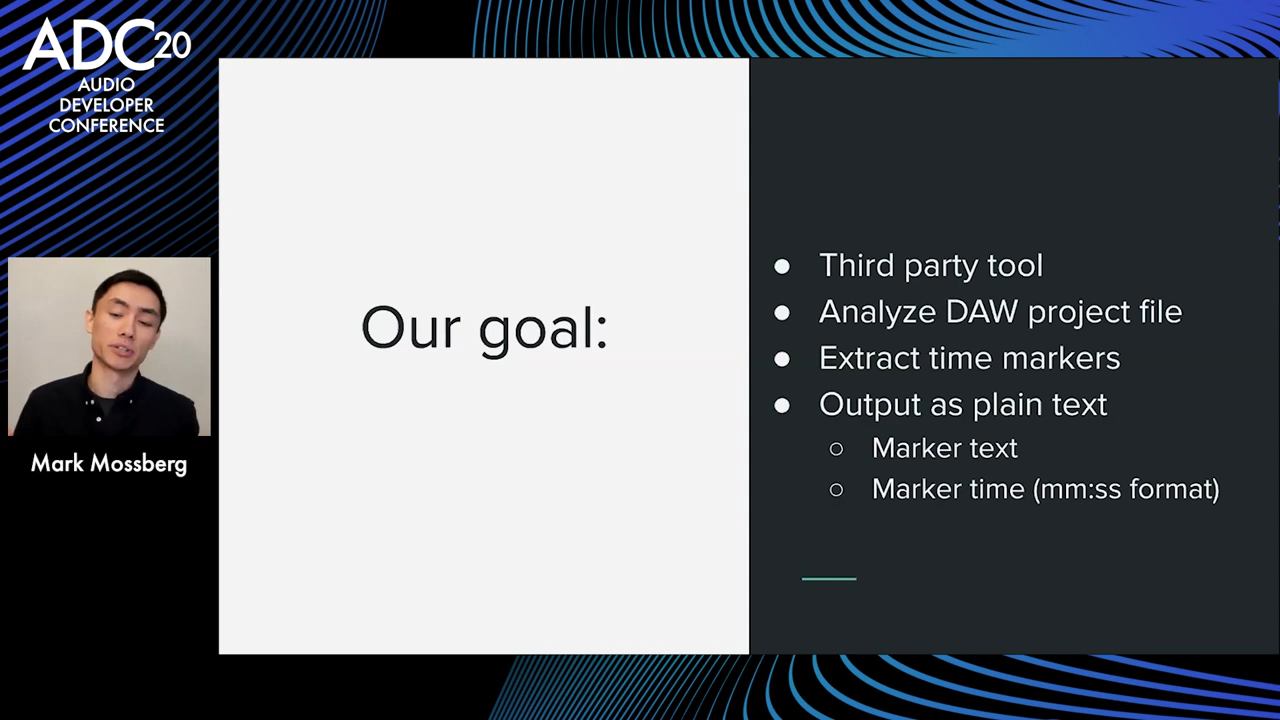 ADC20
AUDIO
DEVELOPER
CONFERENCE
Mark Mossberg
Our goal:
● Third party tool
● Analyze DAW project file
● Extract time markers
● Output as plain text
○ Marker text
○ Marker time (mm:ss format)